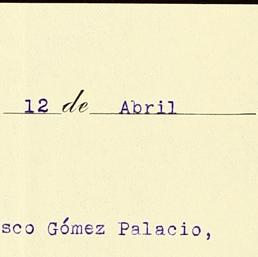 12 de Abril
sco Gómez Palacio,